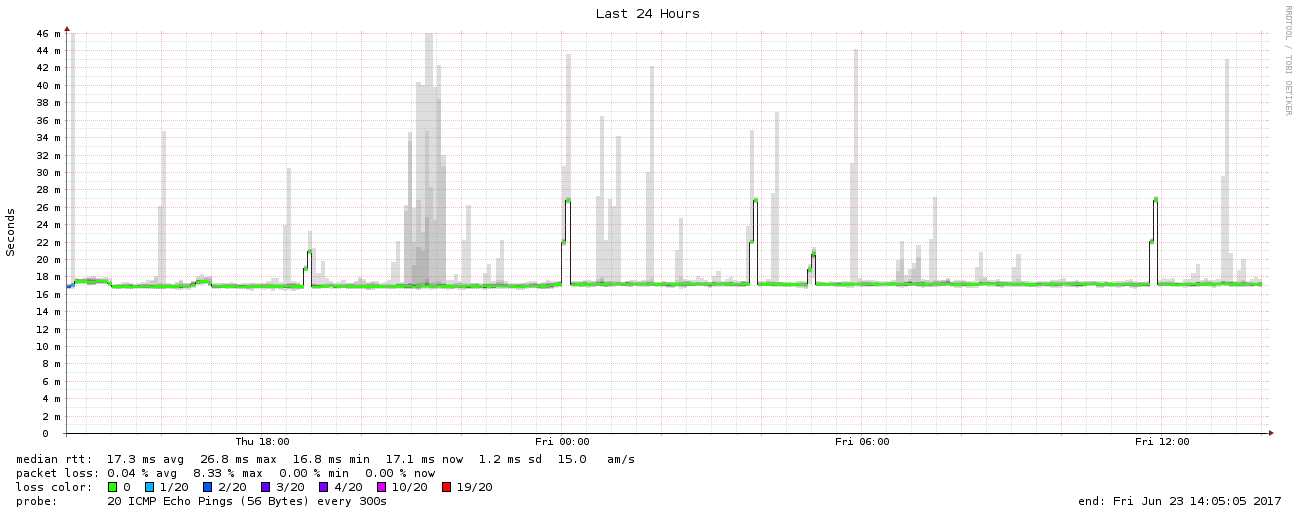 Last 24 Hours
RRDTOOL / TOBI OETIKER
Seconds
46 m
44 m
42 m
40 m
38 m
36 m
34 m
32 m
30 m
28 m
26 m
24 m
22 m
20 m
18 m
16 m
14 m
12 m
10 m
8 m
6 m
4 m
2 m
0
Thu 18:00 Fri 00:00 Fri 06:00 Fri 12:00
median rtt: 17.3 ms avg 26.8 ms max 16.8 ms min 17.1 ms now 1.2 ms sd 15.0 am/s
packet loss: 0.04 % avg 8.33 % max 0.00 % min 0.00 % now
loss color: 0 1/20 2/20 3/20 4/20 10/20 19/20
probe: 20 ICMP Echo Pings (56 Bytes) every 300s end: Fri Jun 23 14:05:05 2017